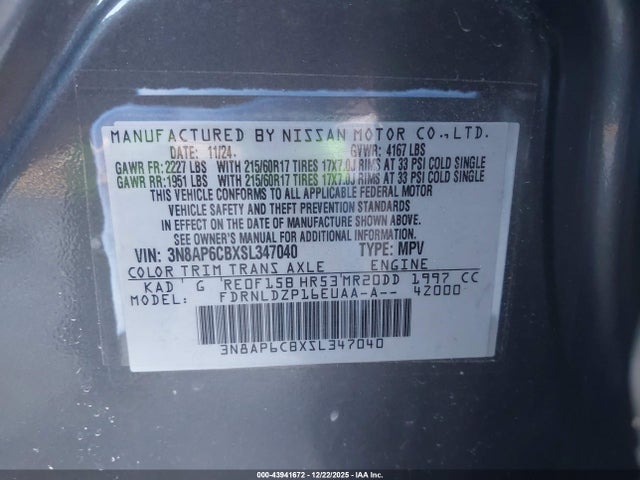 MANUFACTURED BY NISSAN MOTOR CO.,LTD.
DATE: 11/24. GVWR: 4167 LBS
GAWR FR: 2227 LBS WITH 215/60R17 TIRES 17X7.0J RIMS AT 33 PSI COLD SINGLE
GAWR RR: 1951 LBS WITH 215/60R17 TIRES 17X7.0J RIMS AT 33 PSI COLD SINGLE
THIS VEHICLE CONFORMS TO ALL APPLICABLE FEDERAL MOTOR
VEHICLE SAFETY AND THEFT PREVENTION STANDARDS
IN EFFECT ON THE DATE OF MANUFACTURE SHOWN ABOVE.
SEE OWNER'S MANUAL FOR ADDITIONAL INFORMATION.
VIN: 3N8AP6CBXSL347040 TYPE: MPV
COLOR TRIM TRANS AXLE ENGINE
KAD G RE0F15B HR53 MR20DD 1997 CC
FDRNLDZP16EUAA-A-- 4Z000
3N8AP6CBXSL347040
000-43941672 - 12/22/2025 - IAA Inc.